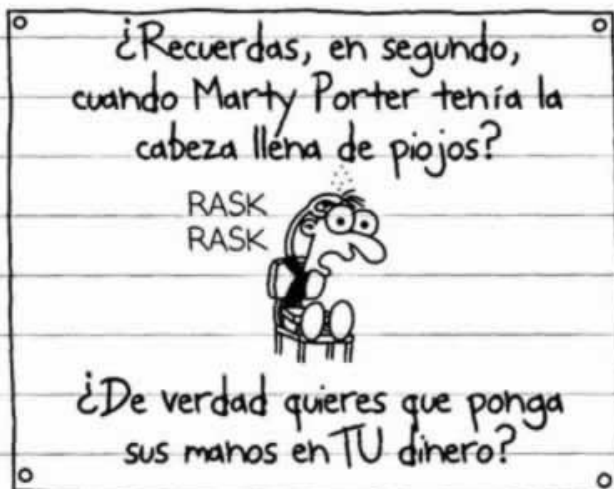 ¿Recuerdas, en segundo,
cuando Marty Porter tenía la
cabeza llena de piojos?
RASK
RASK
¿De verdad quieres que ponga
sus manos en TU dinero?